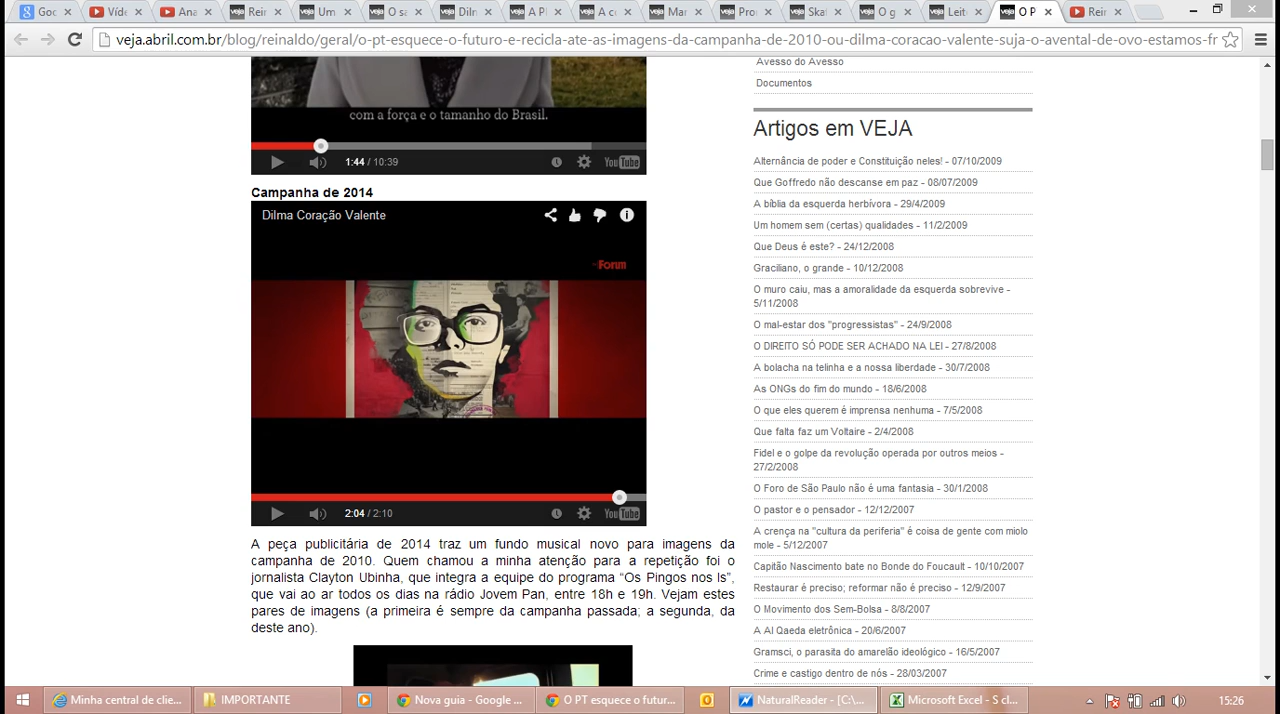 Goo
Víde
Ana
Rein
Um
O sa
Diln
A Pl
A co
Mar
Pron
Skaf
O g
Leit
O P
Rein
veja.abril.com.br/blog/reinaldo/geral/o-pt-esquece-o-futuro-e-recicla-ate-as-imagens-da-campanha-de-2010-ou-dilma-coracao-valente-suja-o-avental-de-ovo-estamos-fr
com a força e o tamanho do Brasil.
1:44 / 10:39
YouTube
Campanha de 2014
Dilma Coração Valente
Forum
2:04 / 2:10
YouTube
A peça publicitária de 2014 traz um fundo musical novo para imagens da
campanha de 2010. Quem chamou a minha atenção para a repetição foi o
jornalista Clayton Ubinha, que integra a equipe do programa “Os Pingos nos Is”,
que vai ao ar todos os dias na rádio Jovem Pan, entre 18h e 19h. Vejam estes
pares de imagens (a primeira é sempre da campanha passada; a segunda, da
deste ano).
Avesso do Avesso
Documentos
Artigos em VEJA
Alternância de poder e Constituição neles! - 07/10/2009
Que Goffredo não descanse em paz - 08/07/2009
A bíblia da esquerda herbívora - 29/4/2009
Um homem sem (certas) qualidades - 11/2/2009
Que Deus é este? - 24/12/2008
Graciliano, o grande - 10/12/2008
O muro caiu, mas a amoralidade da esquerda sobrevive -
5/11/2008
O mal-estar dos "progressistas" - 24/9/2008
O DIREITO SÓ PODE SER ACHADO NA LEI - 27/8/2008
A bolacha na telinha e a nossa liberdade - 30/7/2008
As ONGs do fim do mundo - 18/6/2008
O que eles querem é imprensa nenhuma - 7/5/2008
Que falta faz um Voltaire - 2/4/2008
Fidel e o golpe da revolução operada por outros meios -
27/2/2008
O Foro de São Paulo não é uma fantasia - 30/1/2008
O pastor e o pensador - 12/12/2007
A crença na "cultura da periferia" é coisa de gente com miolo
mole - 5/12/2007
Capitão Nascimento bate no Bonde do Foucault - 10/10/2007
Restaurar é preciso; reformar não é preciso - 12/9/2007
O Movimento dos Sem-Bolsa - 8/8/2007
A Al Qaeda eletrônica - 20/6/2007
Gramsci, o parasita do amarelão ideológico - 16/5/2007
Crime e castigo dentro de nós - 28/03/2007
Minha central de clie...
IMPORTANTE
Nova guia - Google ...
O PT esquece o futur...
NaturalReader - [C:\...
Microsoft Excel - S cl...
15:26